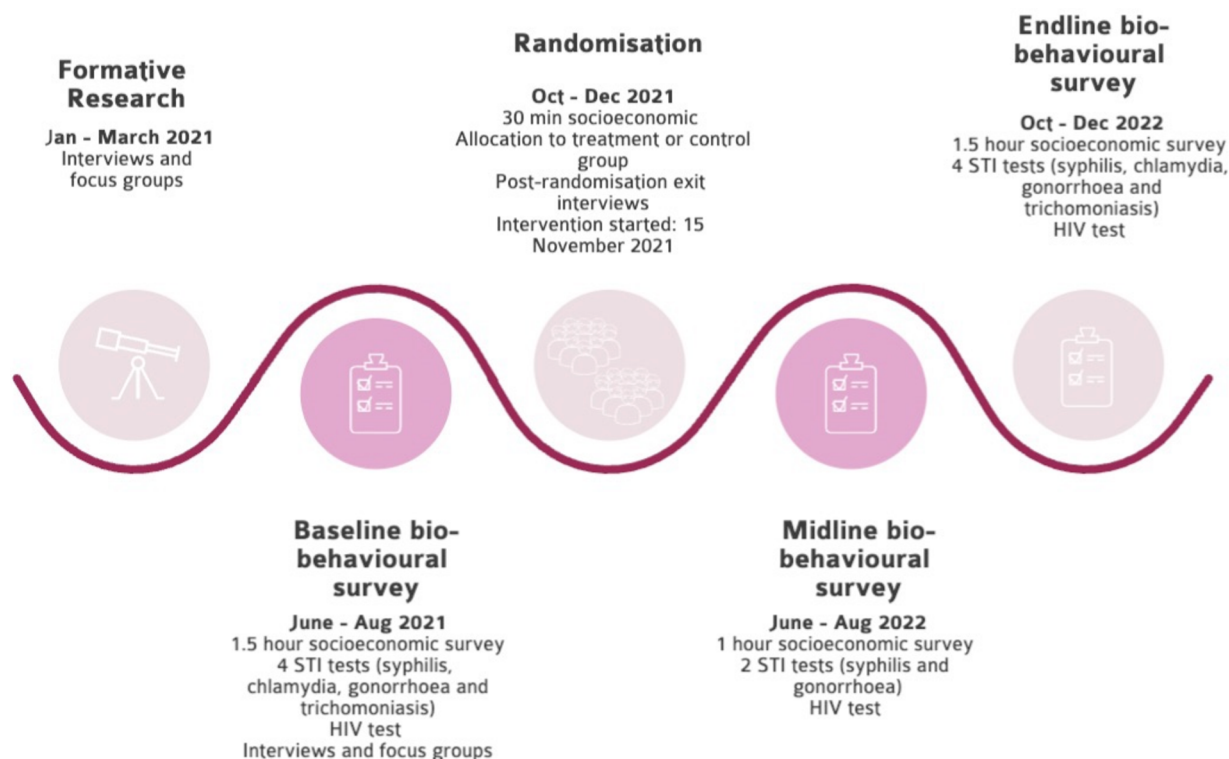 Formative
Research
Jan - March 2021
Interviews and
focus groups
Baseline bio-
behavioural
survey
June - Aug 2021
1.5 hour socioeconomic survey
4 STI tests (syphilis,
chlamydia, gonorrhoea and
trichomoniasis)
HIV test
Interviews and focus groups
Randomisation
Oct - Dec 2021
30 min socioeconomic
Allocation to treatment or control
group
Post-randomisation exit
interviews
Intervention started: 15
November 2021
Midline bio-
behavioural
survey
June - Aug 2022
1 hour socioeconomic survey
2 STI tests (syphilis and
gonorrhoea)
HIV test
Endline bio-
behavioural
survey
Oct - Dec 2022
1.5 hour socioeconomic survey
4 STI tests (syphilis, chlamydia,
gonorrhoea and
trichomoniasis)
HIV test